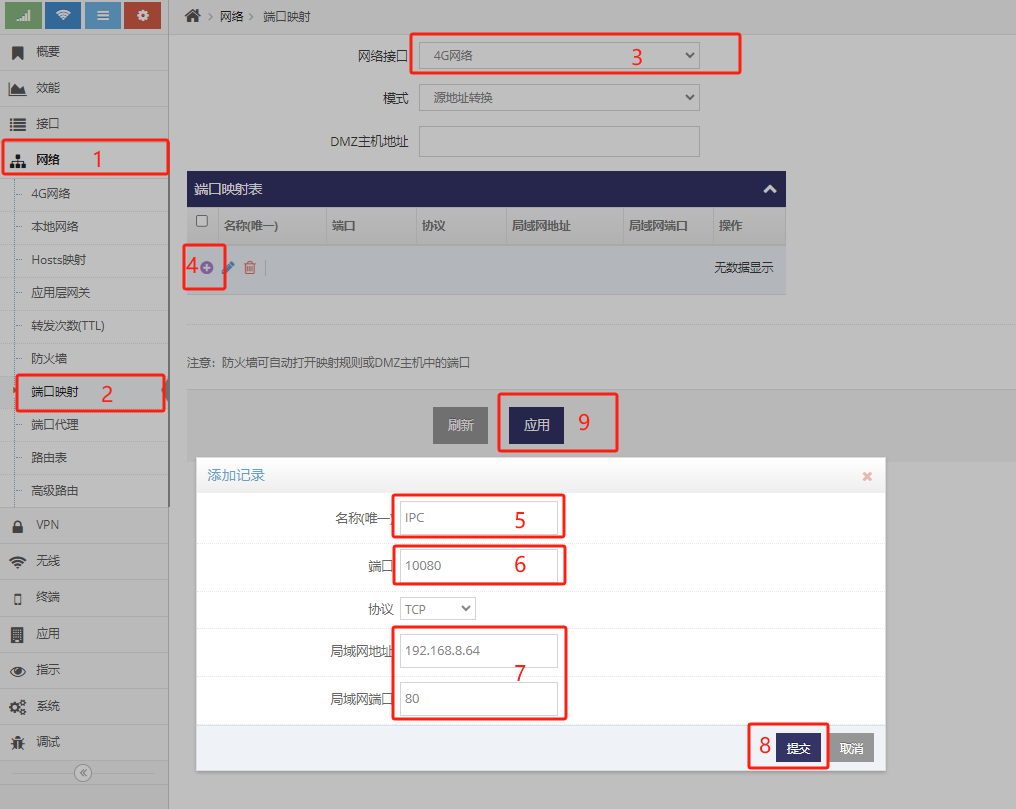 网络 > 端口映射
概要
效能
接口
网络 1
4G网络
本地网络
Hosts映射
应用层网关
转发次数(TTL)
防火墙
端口映射 2
端口代理
路由表
高级路由
VPN
无线
终端
应用
指示
系统
调试
网络接口 4G网络 3
模式 源地址转换
DMZ主机地址
端口映射表
名称(唯一) 端口 协议 局域网地址 局域网端口 操作
4 无数据显示
注意：防火墙可自动打开映射规则或DMZ主机中的端口
刷新 应用 9
添加记录
名称(唯一) IPC 5
端口 10080 6
协议 TCP
局域网地址 192.168.8.64
7
局域网端口 80
8 提交 取消